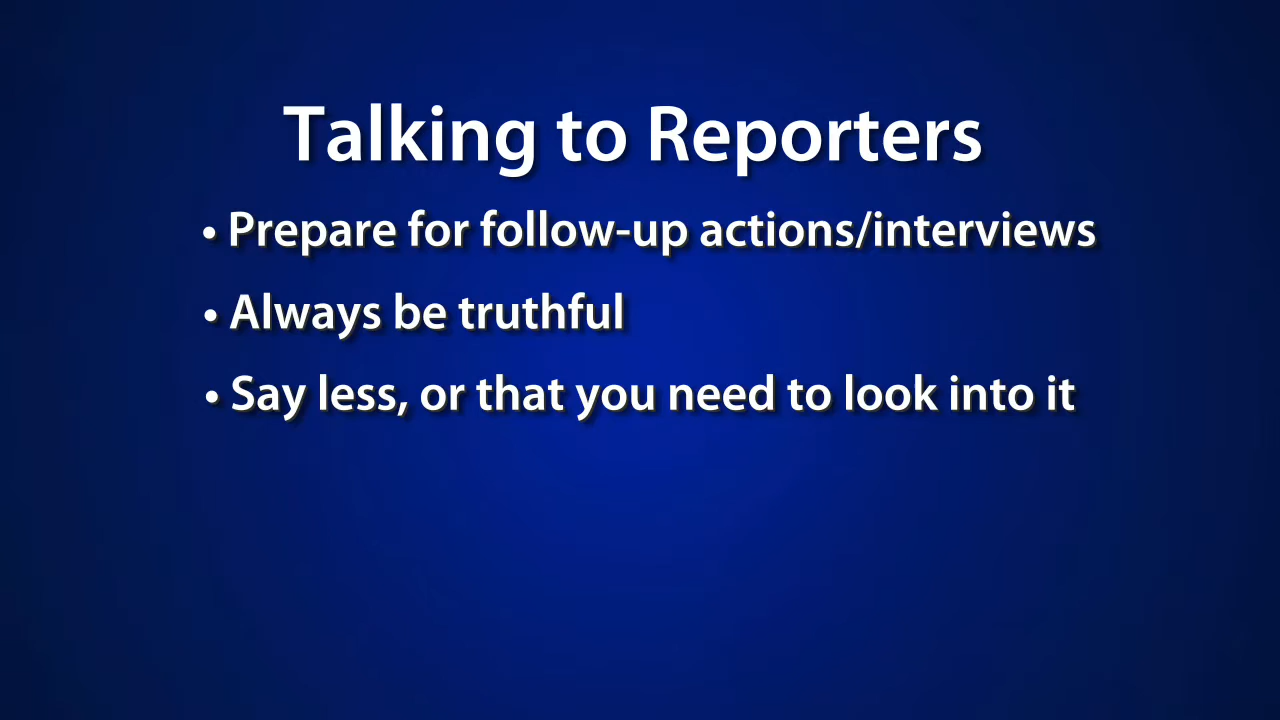 Talking to Reporters
• Prepare for follow-up actions/interviews
• Always be truthful
• Say less, or that you need to look into it